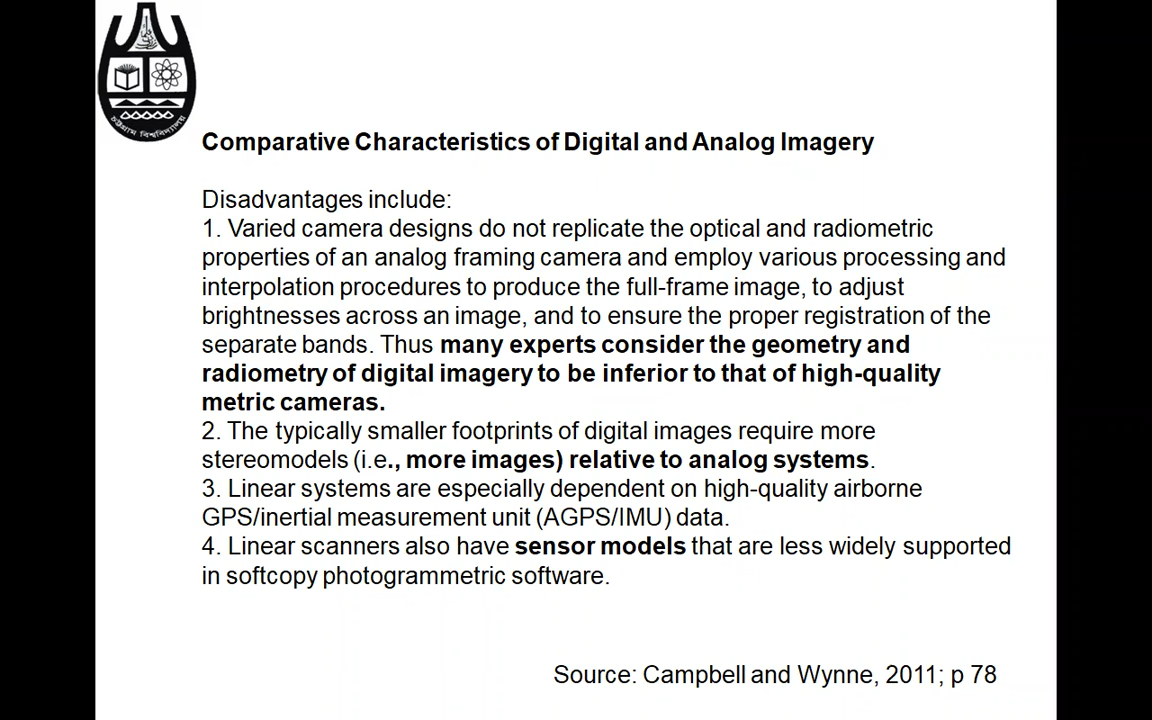 চট্টগ্রাম বিশ্ববিদ্যালয়
Comparative Characteristics of Digital and Analog Imagery
Disadvantages include:
1. Varied camera designs do not replicate the optical and radiometric
properties of an analog framing camera and employ various processing and
interpolation procedures to produce the full-frame image, to adjust
brightnesses across an image, and to ensure the proper registration of the
separate bands. Thus many experts consider the geometry and
radiometry of digital imagery to be inferior to that of high-quality
metric cameras.
2. The typically smaller footprints of digital images require more
stereomodels (i.e., more images) relative to analog systems.
3. Linear systems are especially dependent on high-quality airborne
GPS/inertial measurement unit (AGPS/IMU) data.
4. Linear scanners also have sensor models that are less widely supported
in softcopy photogrammetric software.
Source: Campbell and Wynne, 2011; p 78